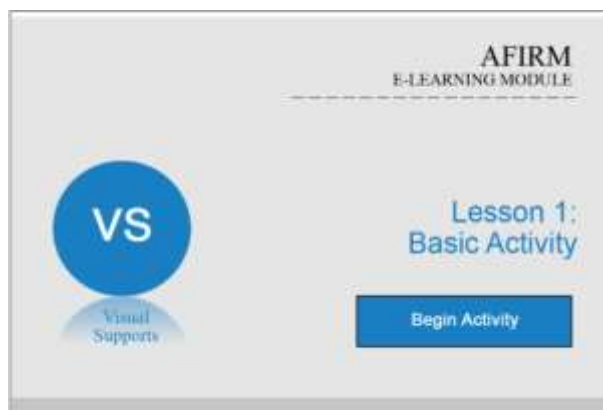 AFIRM
E-LEARNING MODULE
VS
Visual
Supports
Lesson 1:
Basic Activity
Begin Activity